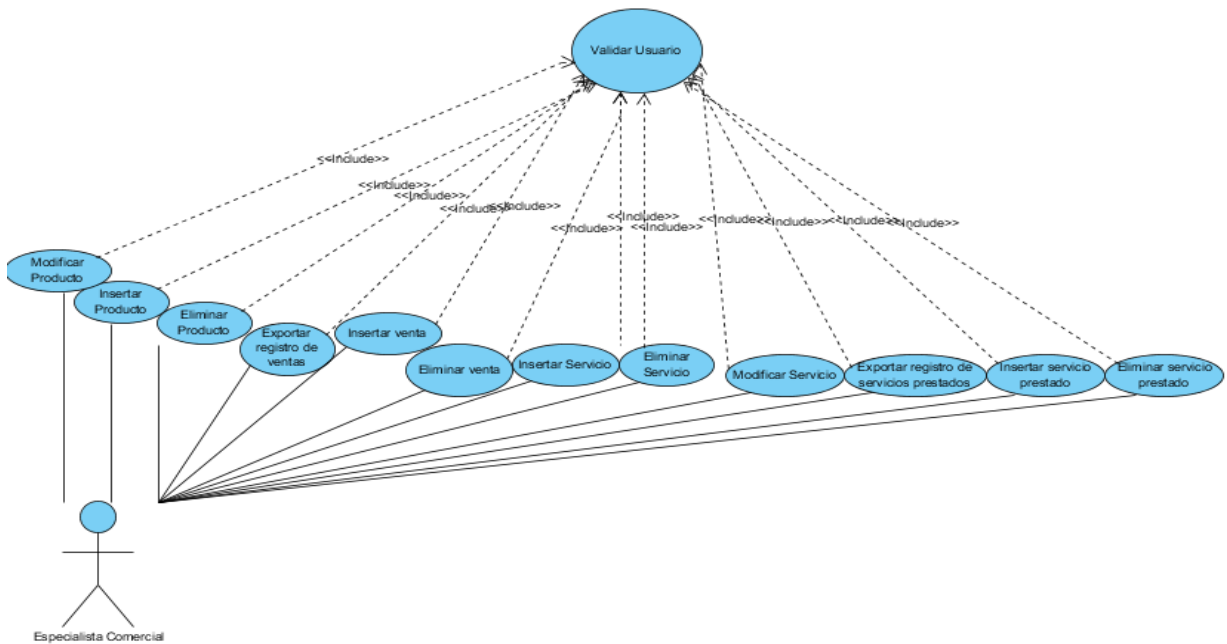 Validar Usuario
<<Include>>
<<Include>>
<<Include>>
<<Include>>
<<Include>>
<<Include>>
<<Include>>
<<Include>>
<<Include>>
<<Include>>
<<Include>>
<<Include>>
Modificar
Producto
Insertar
Producto
Eliminar
Producto
Exportar
registro de
ventas
Insertar venta
Eliminar venta
Insertar Servicio
Eliminar
Servicio
Modificar Servicio
Exportar registro de
servicios prestados
Insertar servicio
prestado
Eliminar servicio
prestado
Especialista Comercial